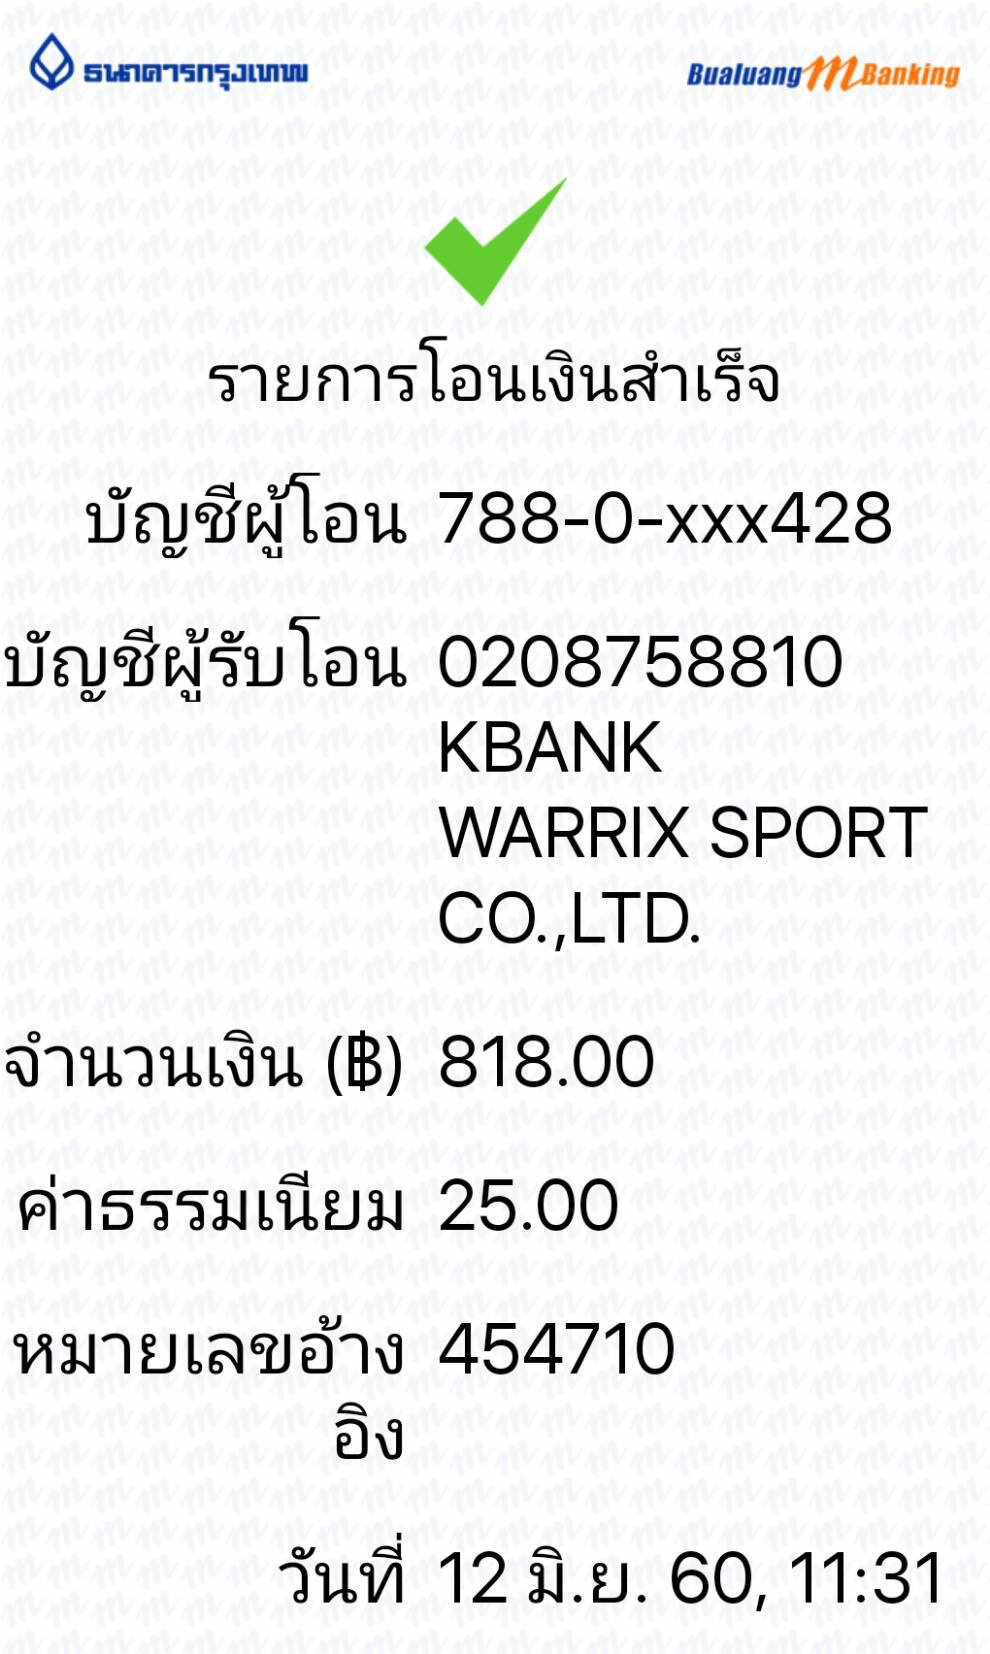 ธนาคารกรุงเทพ
Bualuang mBanking
รายการโอนเงินสำเร็จ
บัญชีผู้โอน 788-0-xxx428
บัญชีผู้รับโอน 0208758810
KBANK
WARRIX SPORT
CO.,LTD.
จำนวนเงิน (฿) 818.00
ค่าธรรมเนียม 25.00
หมายเลขอ้าง 454710
อิง
วันที่ 12 มิ.ย. 60, 11:31